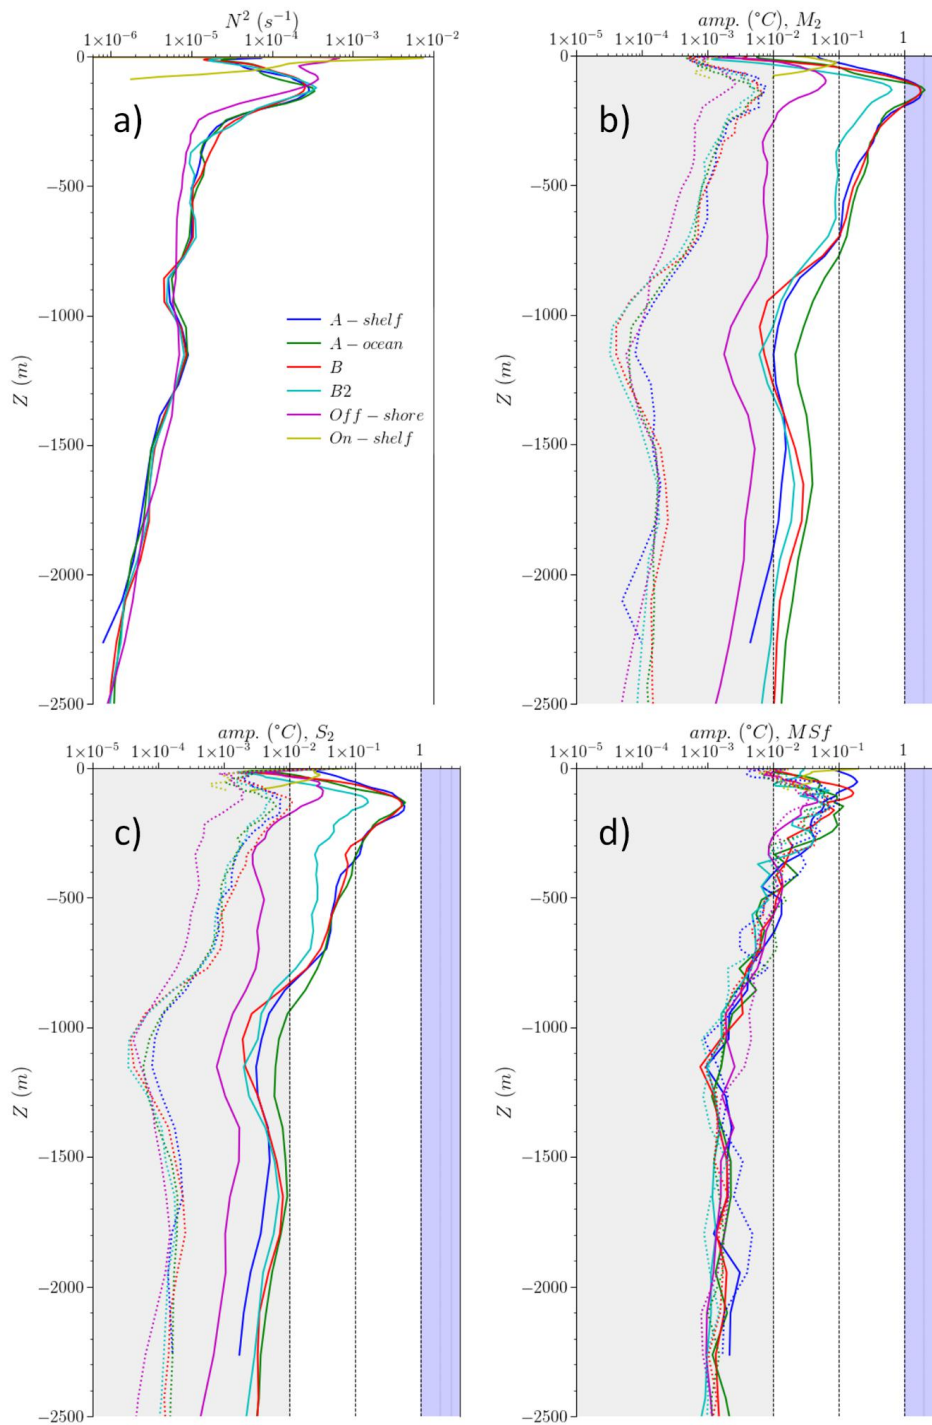 N² (s⁻¹)
1×10⁻⁶ 1×10⁻⁵ 1×10⁻⁴ 1×10⁻³ 1×10⁻²
0
−500
−1000
−1500
−2000
−2500
Z (m)
a)
A − shelf
A − ocean
B
B2
Off − shore
On − shelf
amp. (°C), M₂
1×10⁻⁵ 1×10⁻⁴ 1×10⁻³ 1×10⁻² 1×10⁻¹ 1
0
−500
−1000
−1500
−2000
−2500
Z (m)
b)
amp. (°C), S₂
1×10⁻⁵ 1×10⁻⁴ 1×10⁻³ 1×10⁻² 1×10⁻¹ 1
0
−500
−1000
−1500
−2000
−2500
Z (m)
c)
amp. (°C), MSf
1×10⁻⁵ 1×10⁻⁴ 1×10⁻³ 1×10⁻² 1×10⁻¹ 1
0
−500
−1000
−1500
−2000
−2500
Z (m)
d)